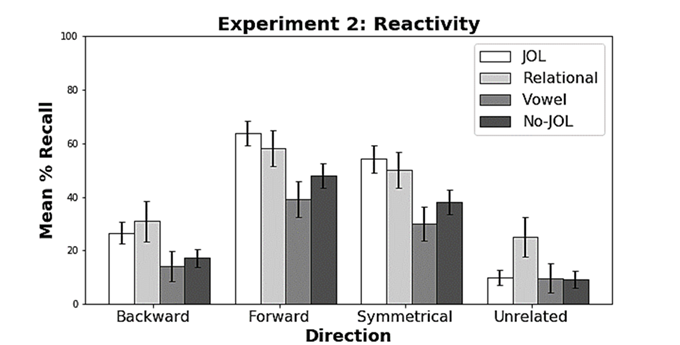 Experiment 2: Reactivity
100
80
60
40
20
0
Mean % Recall
JOL
Relational
Vowel
No-JOL
Backward
Forward
Symmetrical
Unrelated
Direction